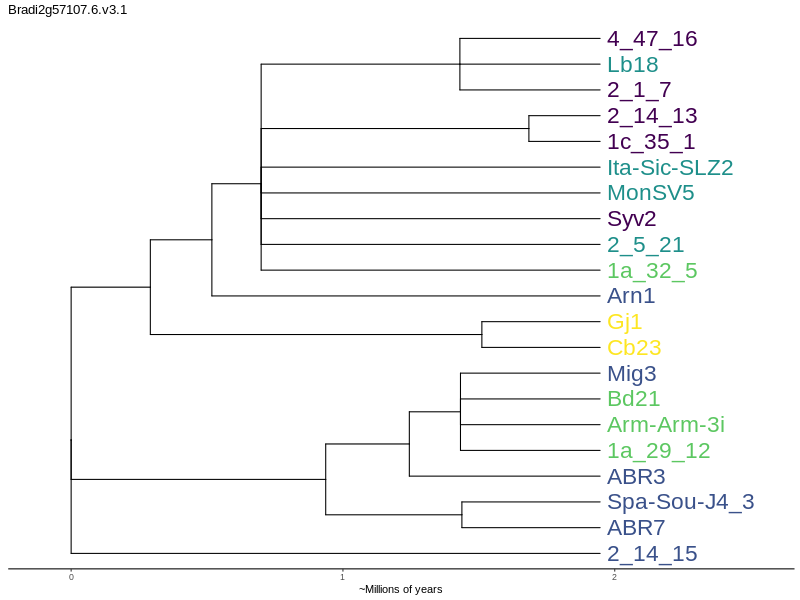 Bradi2g57107.6.v3.1
4_47_16
Lb18
2_1_7
2_14_13
1c_35_1
Ita-Sic-SLZ2
MonSV5
Syv2
2_5_21
1a_32_5
Arn1
Gj1
Cb23
Mig3
Bd21
Arm-Arm-3i
1a_29_12
ABR3
Spa-Sou-J4_3
ABR7
2_14_15
0 1 2
~Millions of years